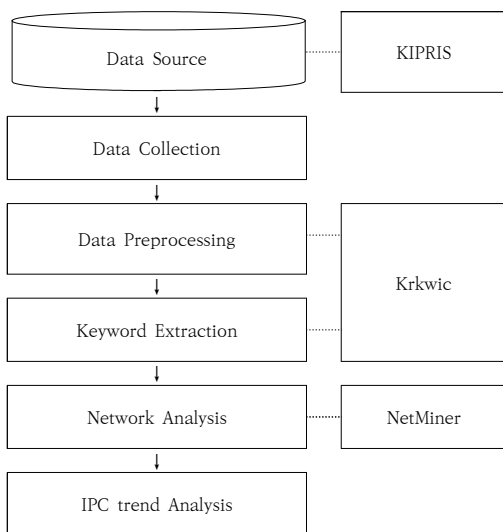 Data Source
KIPRIS
Data Collection
Data Preprocessing
Krkwic
Keyword Extraction
Network Analysis
NetMiner
IPC trend Analysis